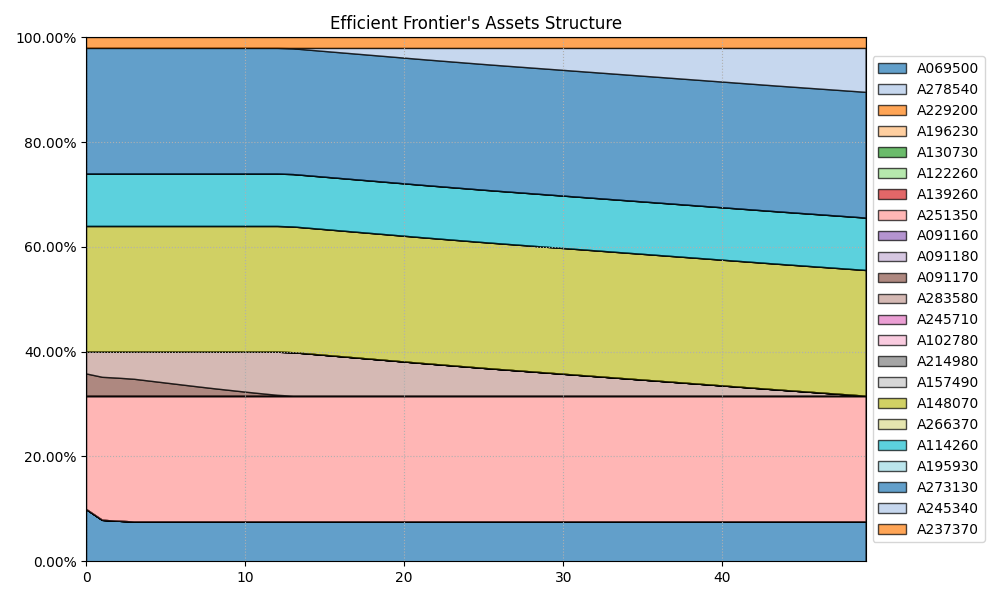 Efficient Frontier's Assets Structure
100.00%
80.00%
60.00%
40.00%
20.00%
0.00%
0
10
20
30
40
A069500
A278540
A229200
A196230
A130730
A122260
A139260
A251350
A091160
A091180
A091170
A283580
A245710
A102780
A214980
A157490
A148070
A266370
A114260
A195930
A273130
A245340
A237370